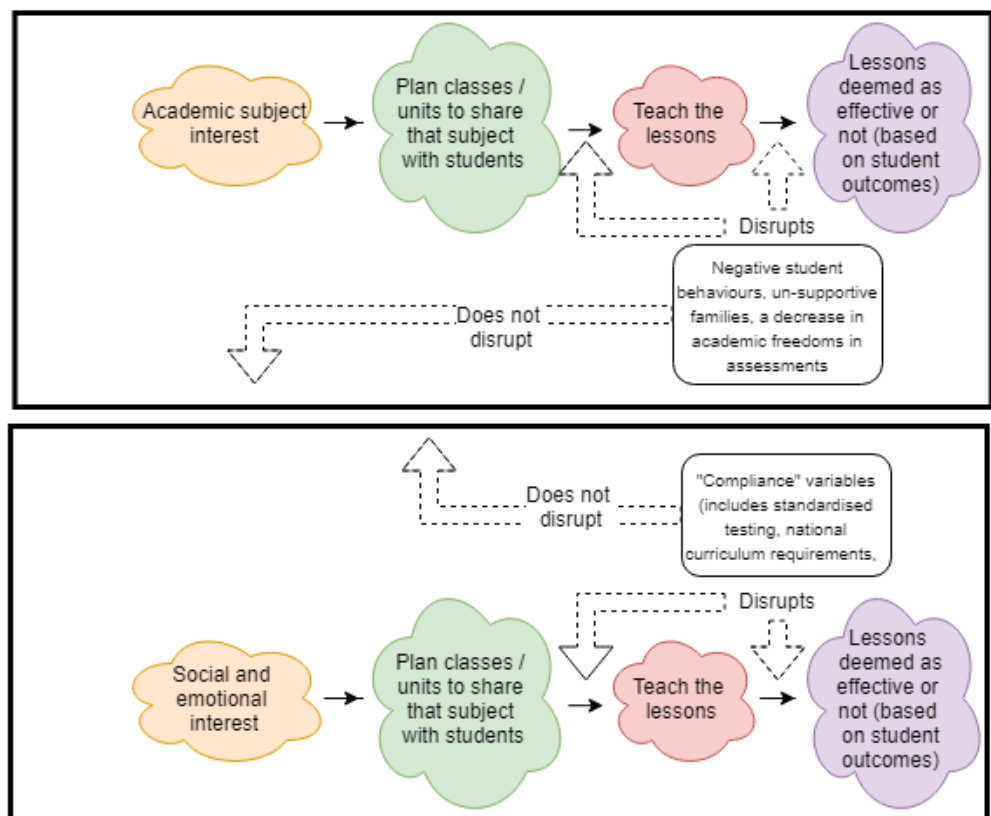 Academic subject
interest
Plan classes /
units to share
that subject
with students
Teach the
lessons
Lessons
deemed as
effective or
not (based
on student
outcomes)
Disrupts
Negative student
behaviours, un-supportive
families, a decrease in
academic freedoms in
assessments
Does not
disrupt
"Compliance" variables
(includes standardised
testing, national
curriculum requirements,
Does not
disrupt
Disrupts
Social and
emotional
interest
Plan classes /
units to share
that subject
with students
Teach the
lessons
Lessons
deemed as
effective or
not (based
on student
outcomes)